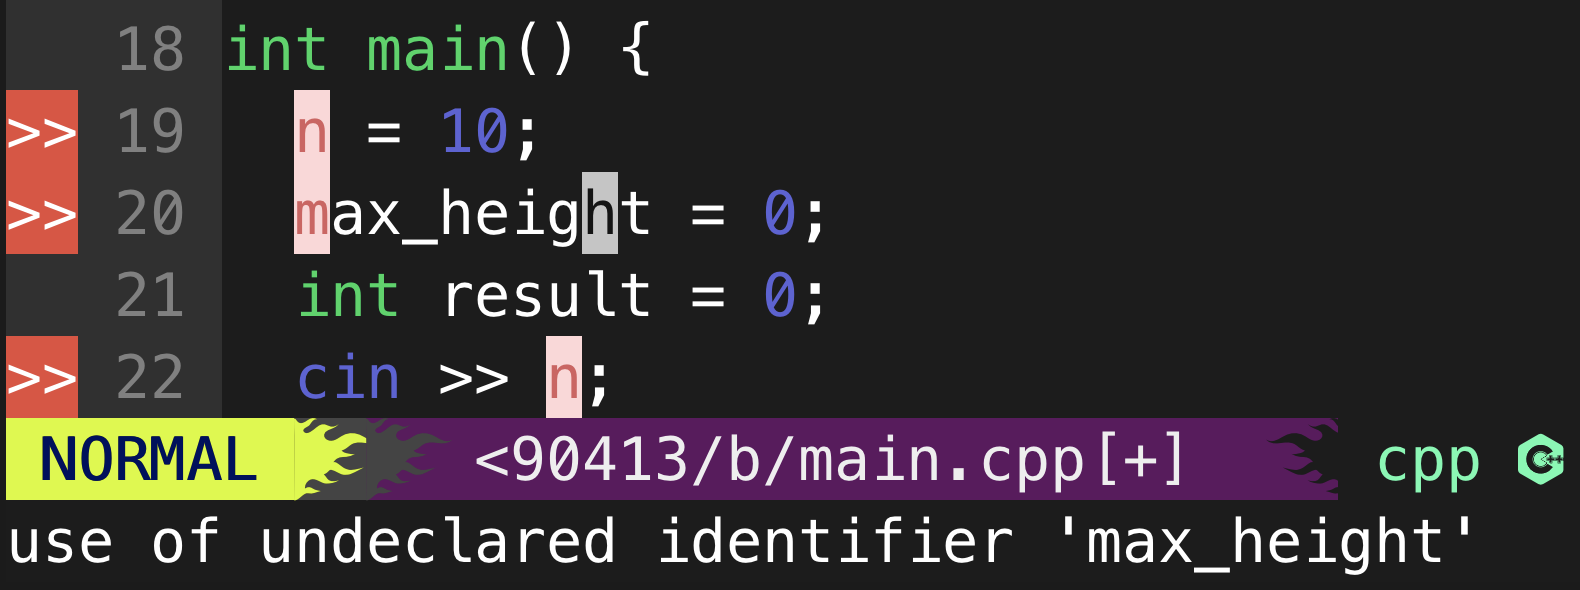 18 int main() {
>> 19   n = 10;
>> 20   max_height = 0;
21   int result = 0;
>> 22   cin >> n;
NORMAL <90413/b/main.cpp[+] cpp C++
use of undeclared identifier 'max_height'